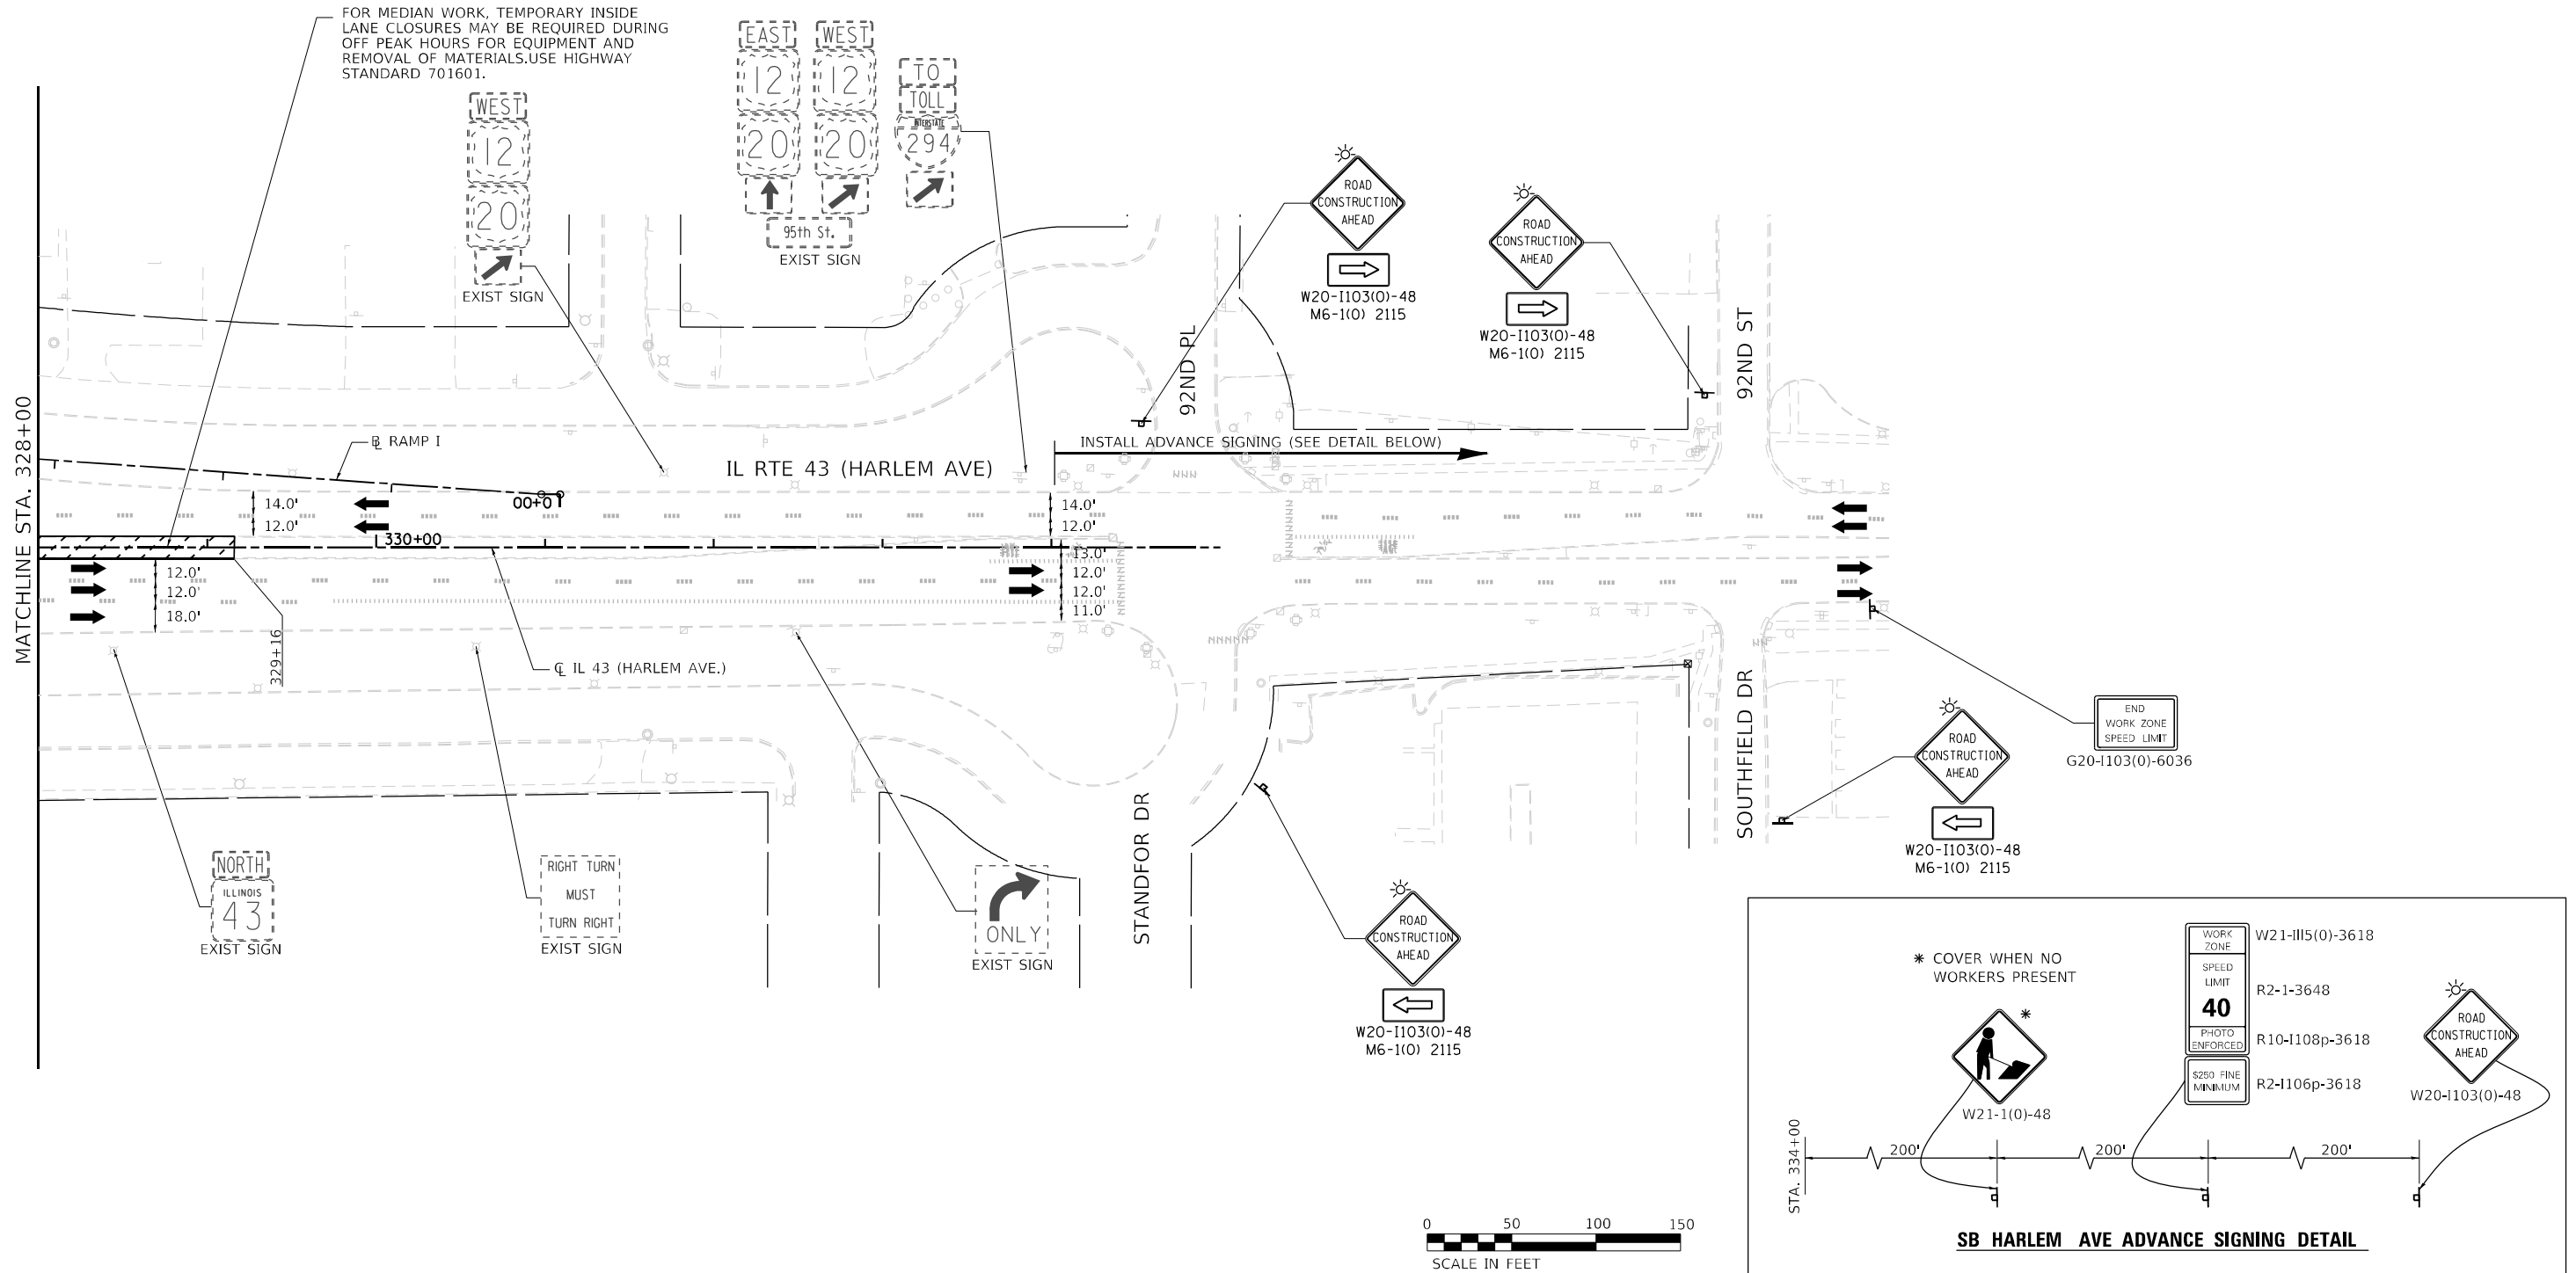 FOR MEDIAN WORK, TEMPORARY INSIDE
LANE CLOSURES MAY BE REQUIRED DURING
OFF PEAK HOURS FOR EQUIPMENT AND
REMOVAL OF MATERIALS.USE HIGHWAY
STANDARD 701601.
WEST
12
20
EXIST SIGN
EAST
12
20
WEST
12
20
95th St.
EXIST SIGN
TO
TOLL
INTERSTATE
294
ROAD
CONSTRUCTION
AHEAD
W20-I103(0)-48
M6-1(0) 2115
ROAD
CONSTRUCTION
AHEAD
W20-I103(0)-48
M6-1(0) 2115
92ND PL
92ND ST
MATCHLINE STA. 328+00
B RAMP I
IL RTE 43 (HARLEM AVE)
INSTALL ADVANCE SIGNING (SEE DETAIL BELOW)
14.0'
12.0'
00+01
14.0'
12.0'
330+00
13.0'
12.0'
12.0'
11.0'
12.0'
12.0'
18.0'
329+16
CL IL 43 (HARLEM AVE.)
STANDFOR DR
SOUTHFIELD DR
END
WORK ZONE
SPEED LIMIT
G20-I103(0)-6036
ROAD
CONSTRUCTION
AHEAD
W20-I103(0)-48
M6-1(0) 2115
NORTH
ILLINOIS
43
EXIST SIGN
RIGHT TURN
MUST
TURN RIGHT
EXIST SIGN
ONLY
EXIST SIGN
ROAD
CONSTRUCTION
AHEAD
W20-I103(0)-48
M6-1(0) 2115
* COVER WHEN NO
WORKERS PRESENT
*
W21-1(0)-48
WORK
ZONE
W21-III5(0)-3618
SPEED
LIMIT
40
R2-1-3648
PHOTO
ENFORCED
R10-I108p-3618
$250 FINE
MINIMUM
R2-I106p-3618
ROAD
CONSTRUCTION
AHEAD
W20-I103(0)-48
STA. 334+00
200'
200'
200'
SB HARLEM AVE ADVANCE SIGNING DETAIL
0 50 100 150
SCALE IN FEET